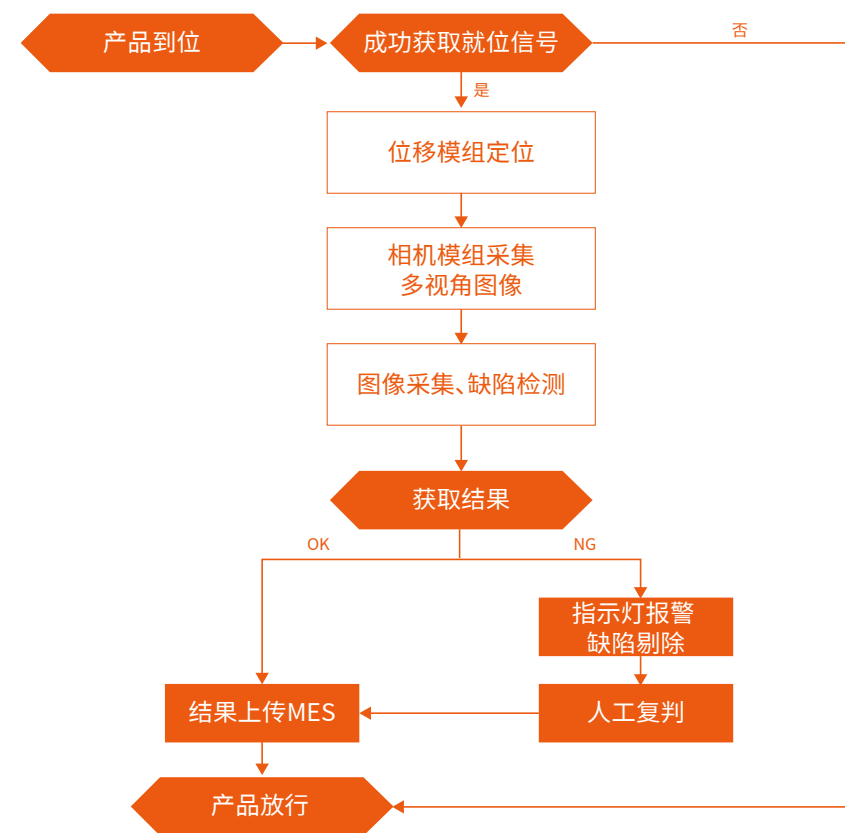 产品到位
成功获取就位信号
否
是
位移模组定位
相机模组采集
多视角图像
图像采集、缺陷检测
获取结果
OK
NG
指示灯报警
缺陷剔除
结果上传MES
人工复判
产品放行